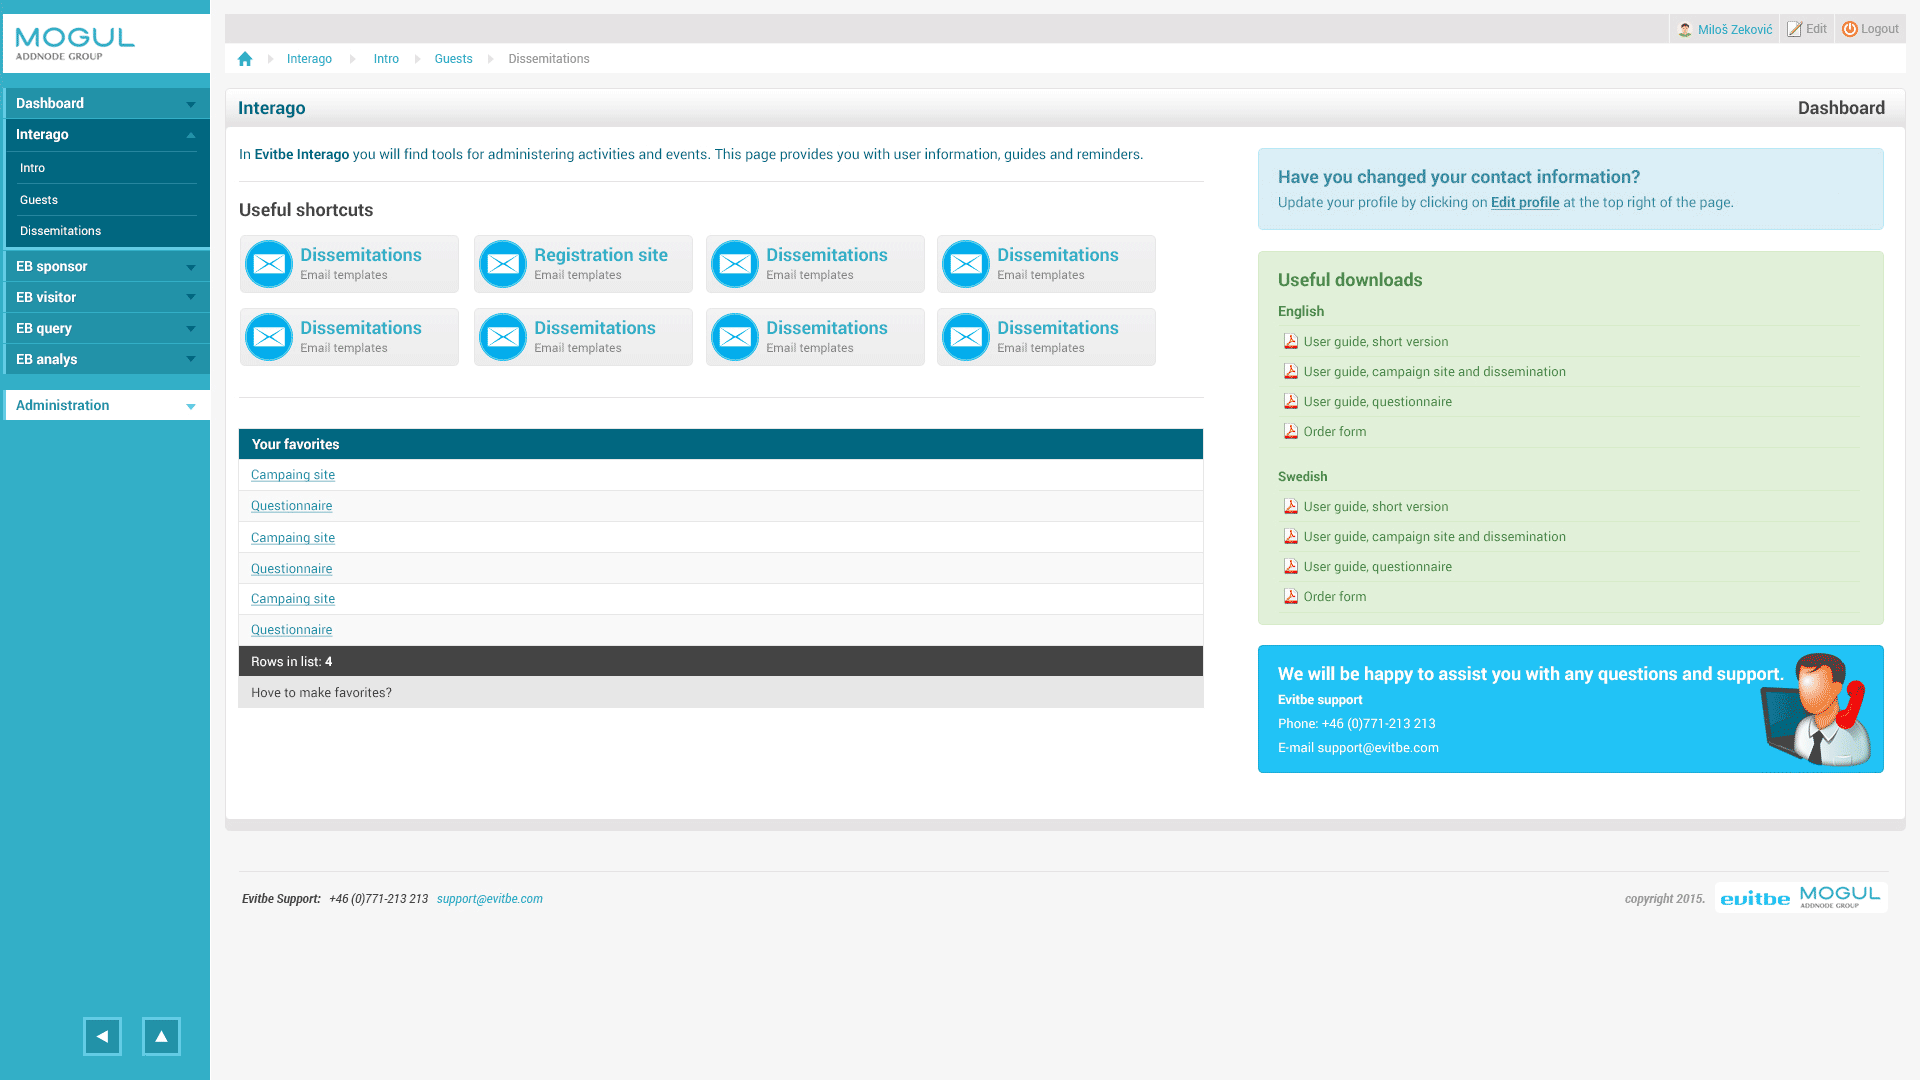 MOGUL
ADDNODE GROUP
Miloš Zeković
Edit
Logout
Interago
Intro
Guests
Dissemitations
Dashboard
Interago
Intro
Guests
Dissemitations
EB sponsor
EB visitor
EB query
EB analys
Administration
Interago
Dashboard
In Evitbe Interago you will find tools for administering activities and events. This page provides you with user information, guides and reminders.
Useful shortcuts
Dissemitations
Email templates
Registration site
Email templates
Dissemitations
Email templates
Dissemitations
Email templates
Dissemitations
Email templates
Dissemitations
Email templates
Dissemitations
Email templates
Dissemitations
Email templates
Your favorites
Campaing site
Questionnaire
Campaing site
Questionnaire
Campaing site
Questionnaire
Rows in list: 4
Hove to make favorites?
Have you changed your contact information?
Update your profile by clicking on Edit profile at the top right of the page.
Useful downloads
English
User guide, short version
User guide, campaign site and dissemination
User guide, questionnaire
Order form
Swedish
User guide, short version
User guide, campaign site and dissemination
User guide, questionnaire
Order form
We will be happy to assist you with any questions and support.
Evitbe support
Phone: +46 (0)771-213 213
E-mail support@evitbe.com
Evitbe Support: +46 (0)771-213 213 support@evitbe.com
copyright 2015.
evitbe
MOGUL
ADDNODE GROUP